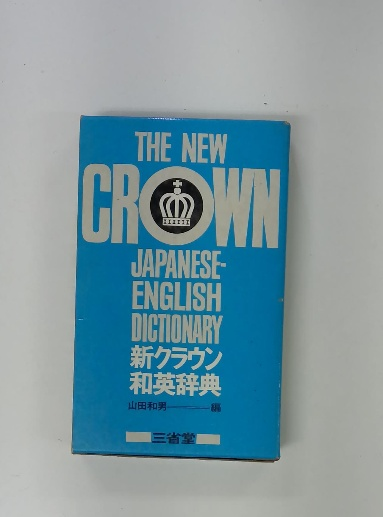 THE NEW
CROWN
JAPANESE-
ENGLISH
DICTIONARY
新クラウン
和英辞典
山田和男———編
三省堂